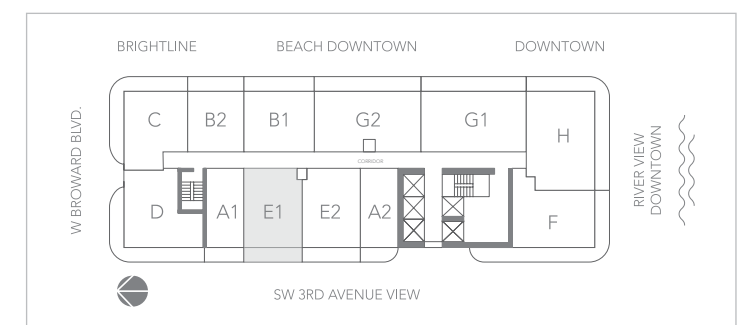 BRIGHTLINE BEACH DOWNTOWN DOWNTOWN
W BROWARD BLVD.
C B2 B1 G2 G1 H
CORRIDOR
D A1 E1 E2 A2 F
RIVER VIEW
DOWNTOWN
SW 3RD AVENUE VIEW